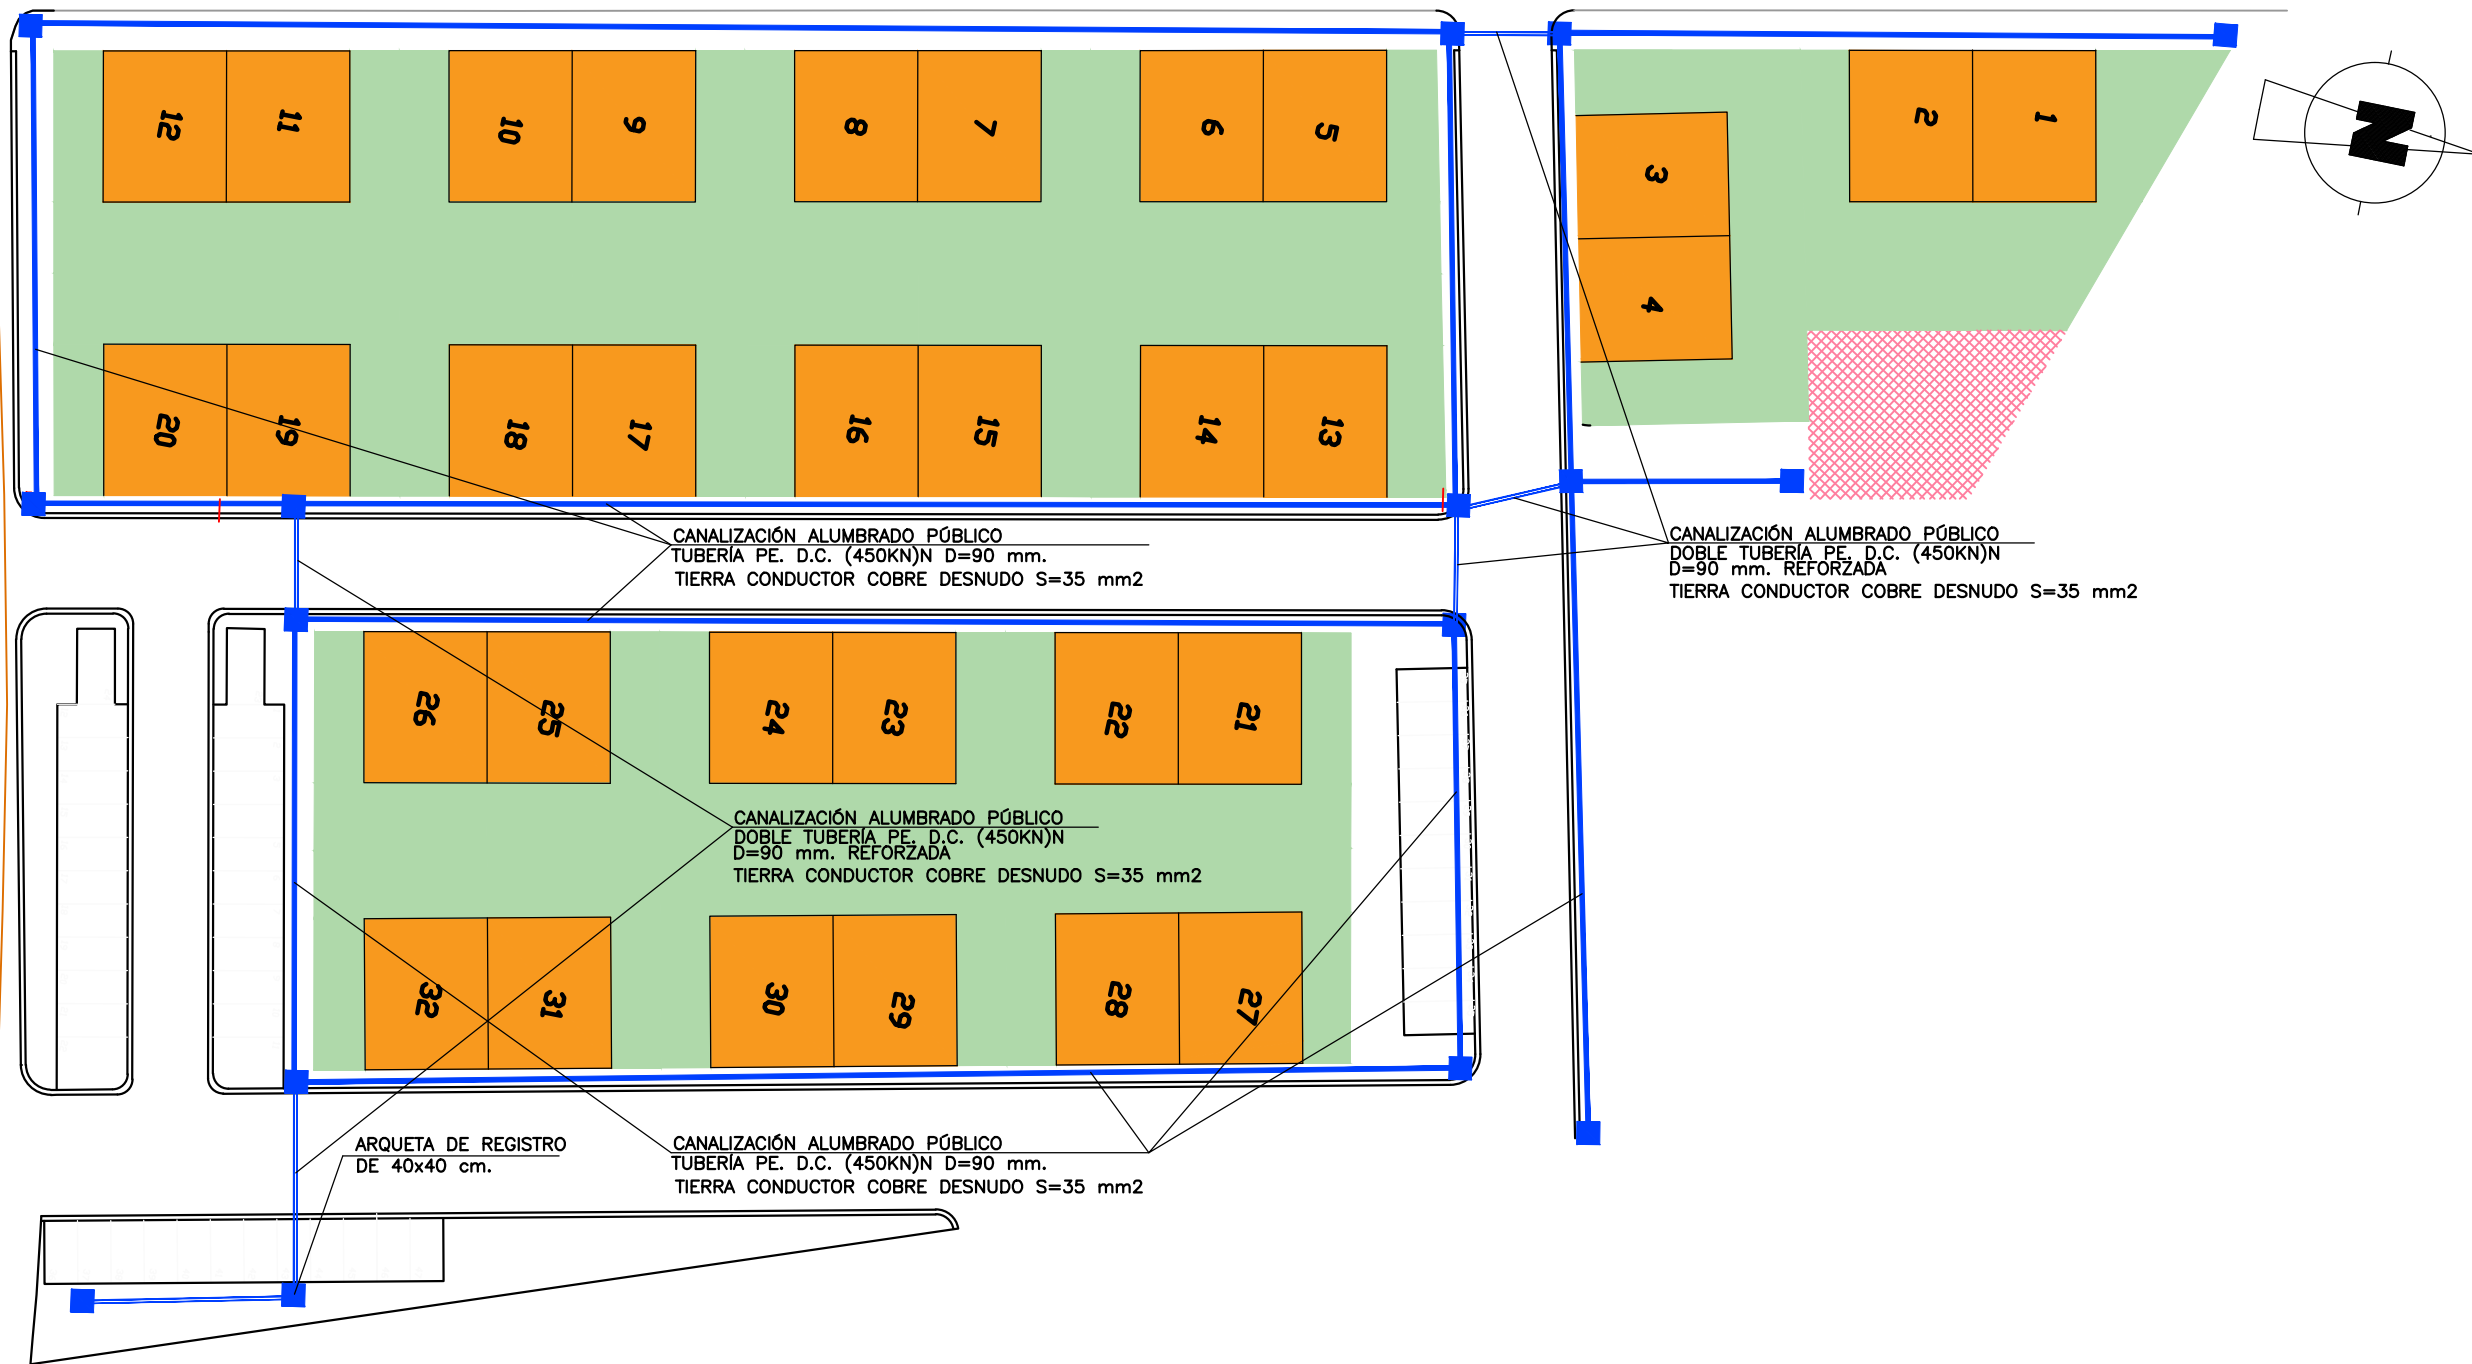 12
11
10
9
8
7
6
5
3
4
2
1
N
20
19
18
17
16
15
14
13
CANALIZACIÓN ALUMBRADO PÚBLICO
TUBERÍA PE. D.C. (450KN)N D=90 mm.
TIERRA CONDUCTOR COBRE DESNUDO S=35 mm2
CANALIZACIÓN ALUMBRADO PÚBLICO
DOBLE TUBERÍA PE. D.C. (450KN)N
D=90 mm. REFORZADA
TIERRA CONDUCTOR COBRE DESNUDO S=35 mm2
26
25
24
23
22
21
CANALIZACIÓN ALUMBRADO PÚBLICO
DOBLE TUBERÍA PE. D.C. (450KN)N
D=90 mm. REFORZADA
TIERRA CONDUCTOR COBRE DESNUDO S=35 mm2
32
31
30
29
28
27
ARQUETA DE REGISTRO
DE 40x40 cm.
CANALIZACIÓN ALUMBRADO PÚBLICO
TUBERÍA PE. D.C. (450KN)N D=90 mm.
TIERRA CONDUCTOR COBRE DESNUDO S=35 mm2